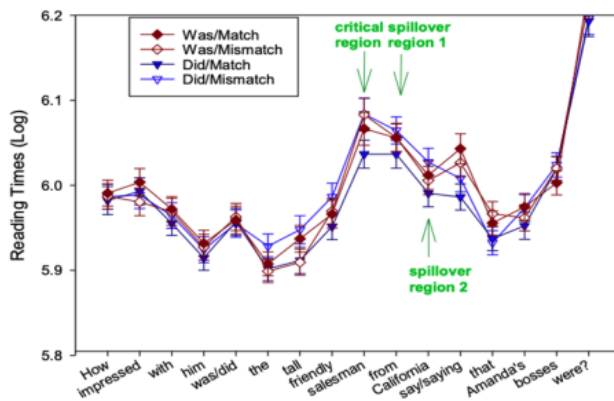 6.2
6.1
6.0
5.9
5.8
Reading Times (Log)
Was/Match
Was/Mismatch
Did/Match
Did/Mismatch
critical spillover
region region 1
spillover
region 2
How
impressed
with
him
was/did
the
tall
friendly
salesman
from
California
say/saying
that
Amanda's
bosses
were?